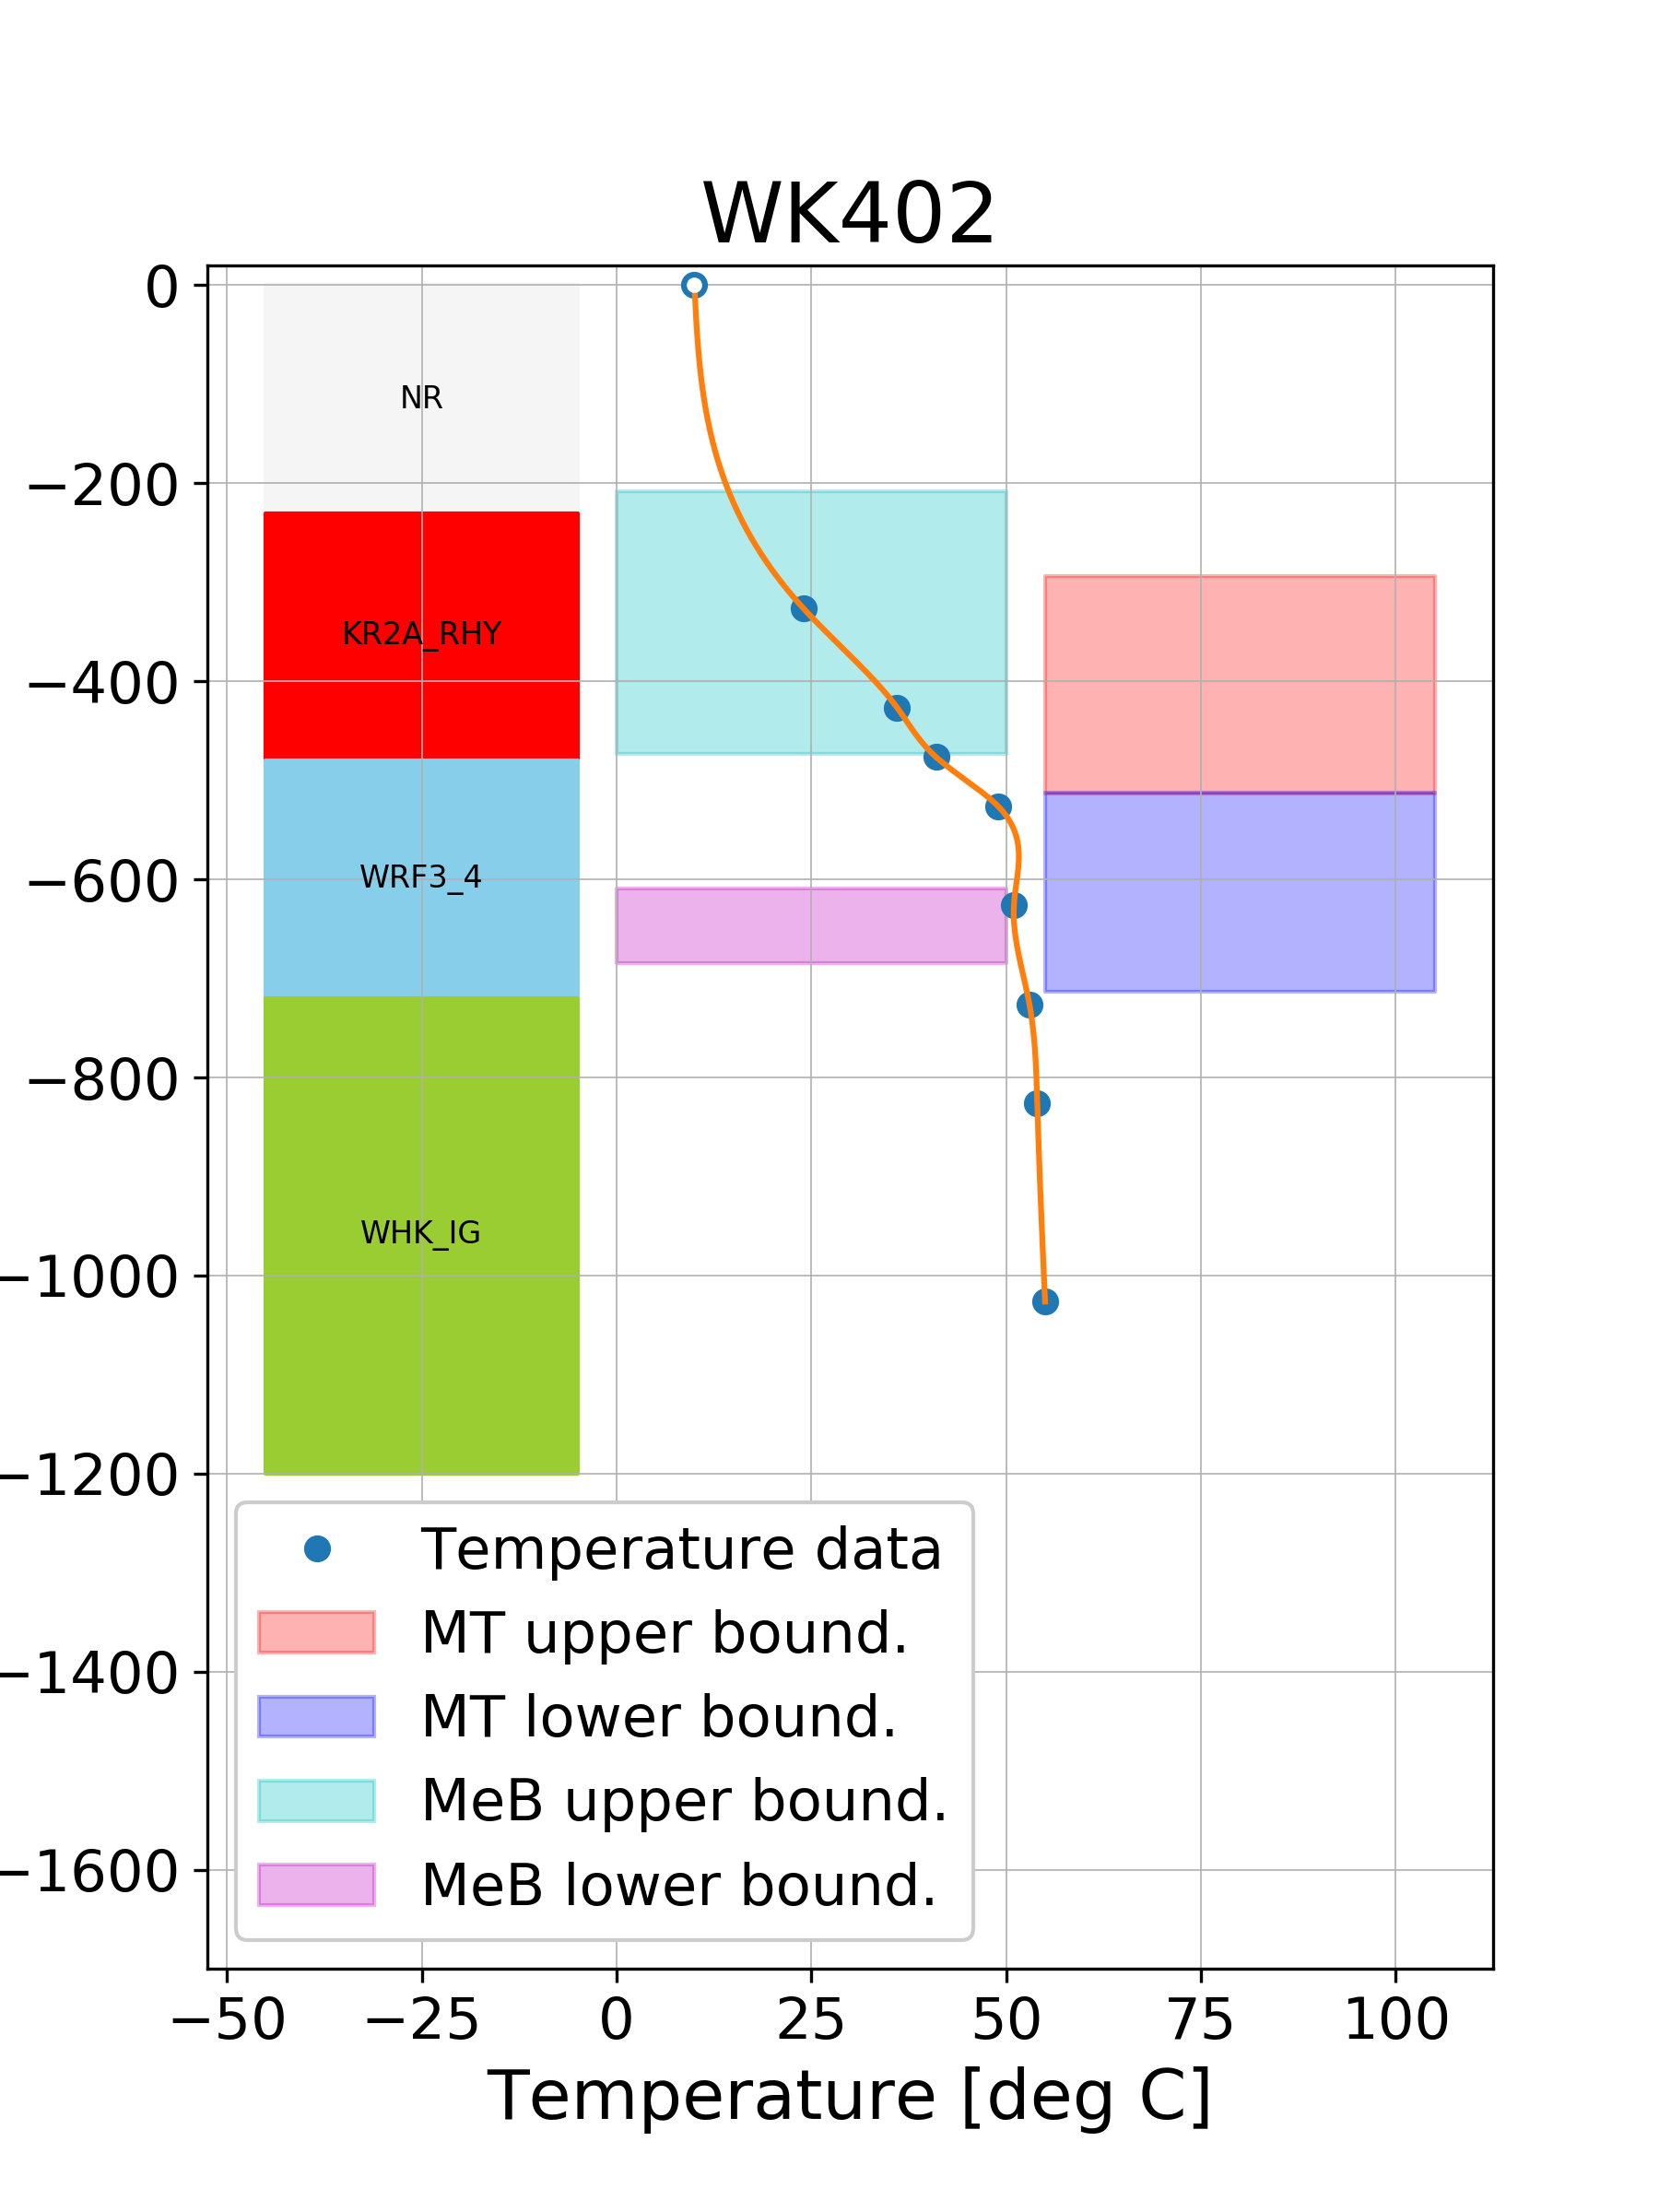 WK402
0
−200
−400
−600
−800
−1000
−1200
−1400
−1600
NR
KR2A_RHY
WRF3_4
WHK_IG
Temperature data
MT upper bound.
MT lower bound.
MeB upper bound.
MeB lower bound.
−50 −25 0 25 50 75 100
Temperature [deg C]